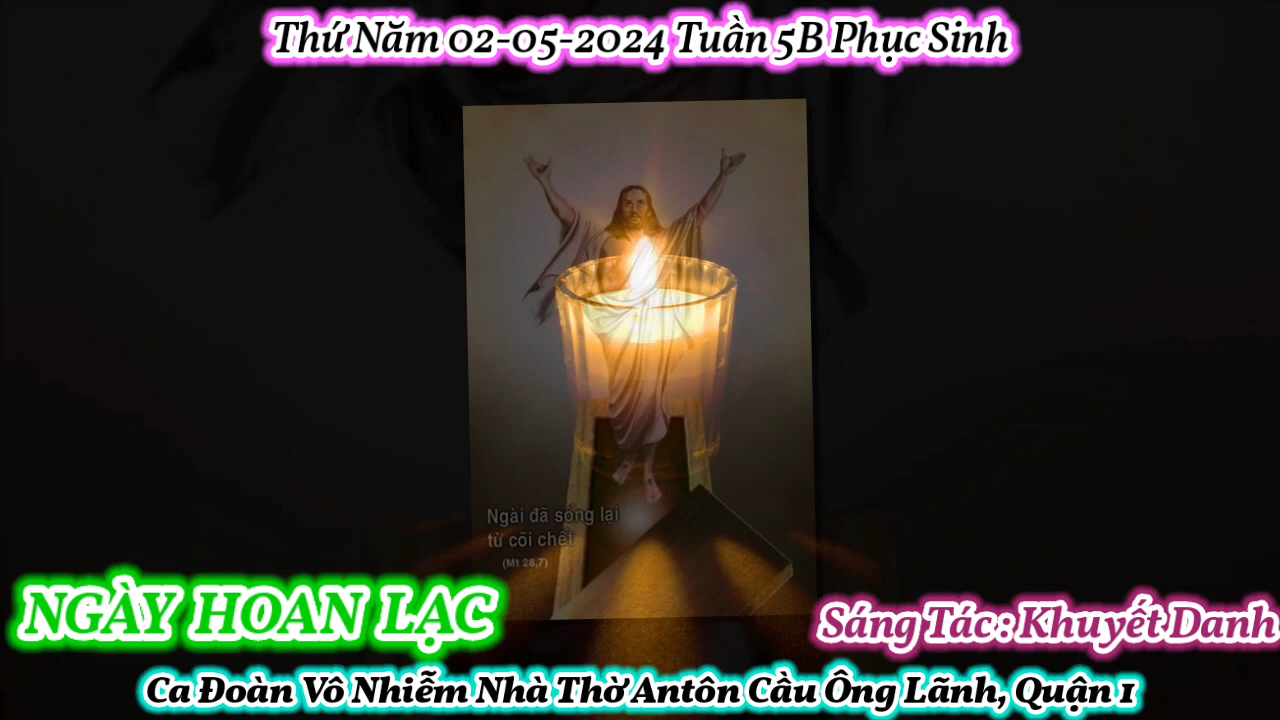 Thứ Năm 02-05-2024 Tuần 5B Phục Sinh
Ngài đã sống lại
từ cõi chết
(Mt 28,7)
NGÀY HOAN LẠC
Sáng Tác : Khuyết Danh
Ca Đoàn Vô Nhiễm Nhà Thờ Antôn Cầu Ông Lãnh, Quận 1